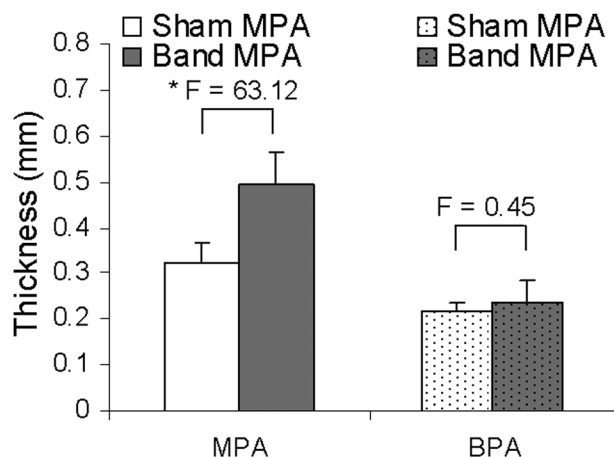 Sham MPA
Band MPA
Sham MPA
Band MPA
Thickness (mm)
0.8
0.7
0.6
0.5
0.4
0.3
0.2
0.1
0
* F = 63.12
F = 0.45
MPA
BPA